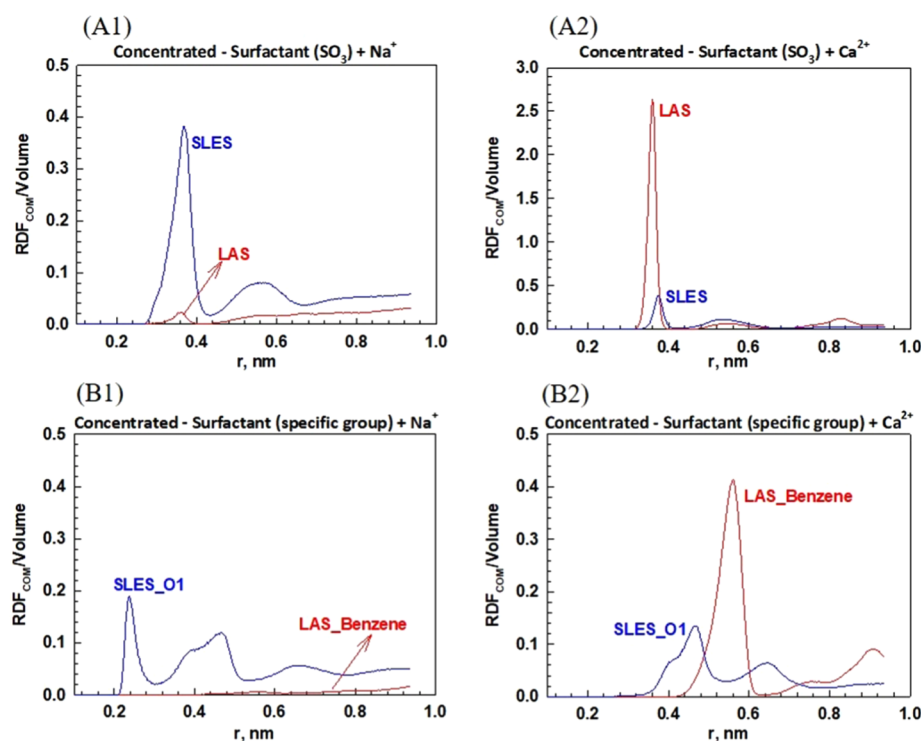 (A1)
Concentrated - Surfactant (SO₃) + Na⁺
RDF_COM/Volume
0.5
0.4
0.3
0.2
0.1
0.0
SLES
LAS
0.2 0.4 0.6 0.8 1.0
r, nm
(A2)
Concentrated - Surfactant (SO₃) + Ca²⁺
RDF_COM/Volume
3.0
2.5
2.0
1.5
1.0
0.5
0.0
LAS
SLES
0.2 0.4 0.6 0.8 1.0
r, nm
(B1)
Concentrated - Surfactant (specific group) + Na⁺
RDF_COM/Volume
0.5
0.4
0.3
0.2
0.1
0.0
SLES_O1
LAS_Benzene
0.2 0.4 0.6 0.8 1.0
r, nm
(B2)
Concentrated - Surfactant (specific group) + Ca²⁺
RDF_COM/Volume
0.5
0.4
0.3
0.2
0.1
0.0
LAS_Benzene
SLES_O1
0.2 0.4 0.6 0.8 1.0
r, nm